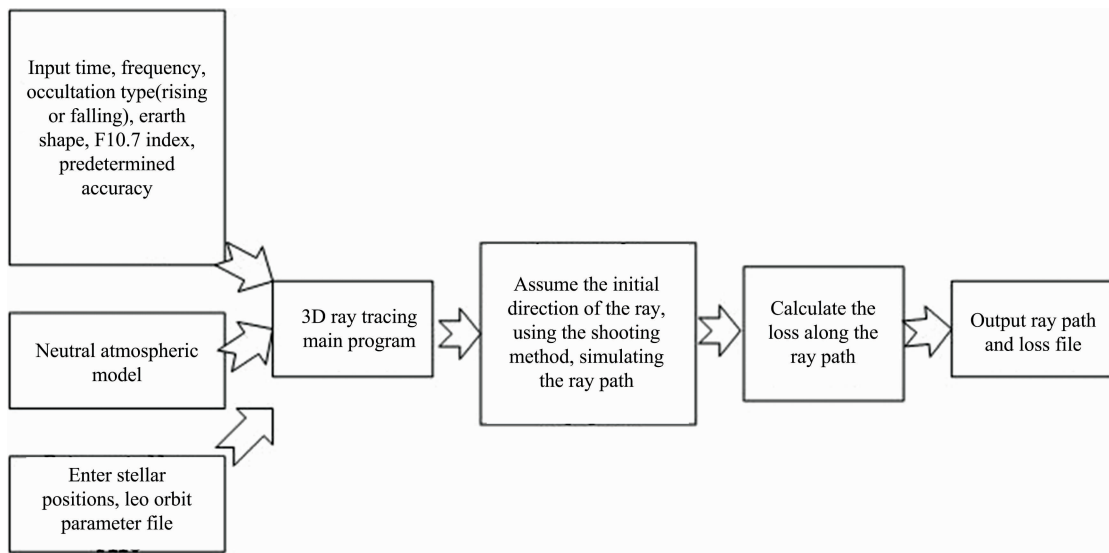 Input time, frequency,
occultation type(rising
or falling), erarth
shape, F10.7 index,
predetermined
accuracy
Neutral atmospheric
model
Enter stellar
positions, leo orbit
parameter file
3D ray tracing
main program
Assume the initial
direction of the ray,
using the shooting
method, simulating
the ray path
Calculate the
loss along the
ray path
Output ray path
and loss file